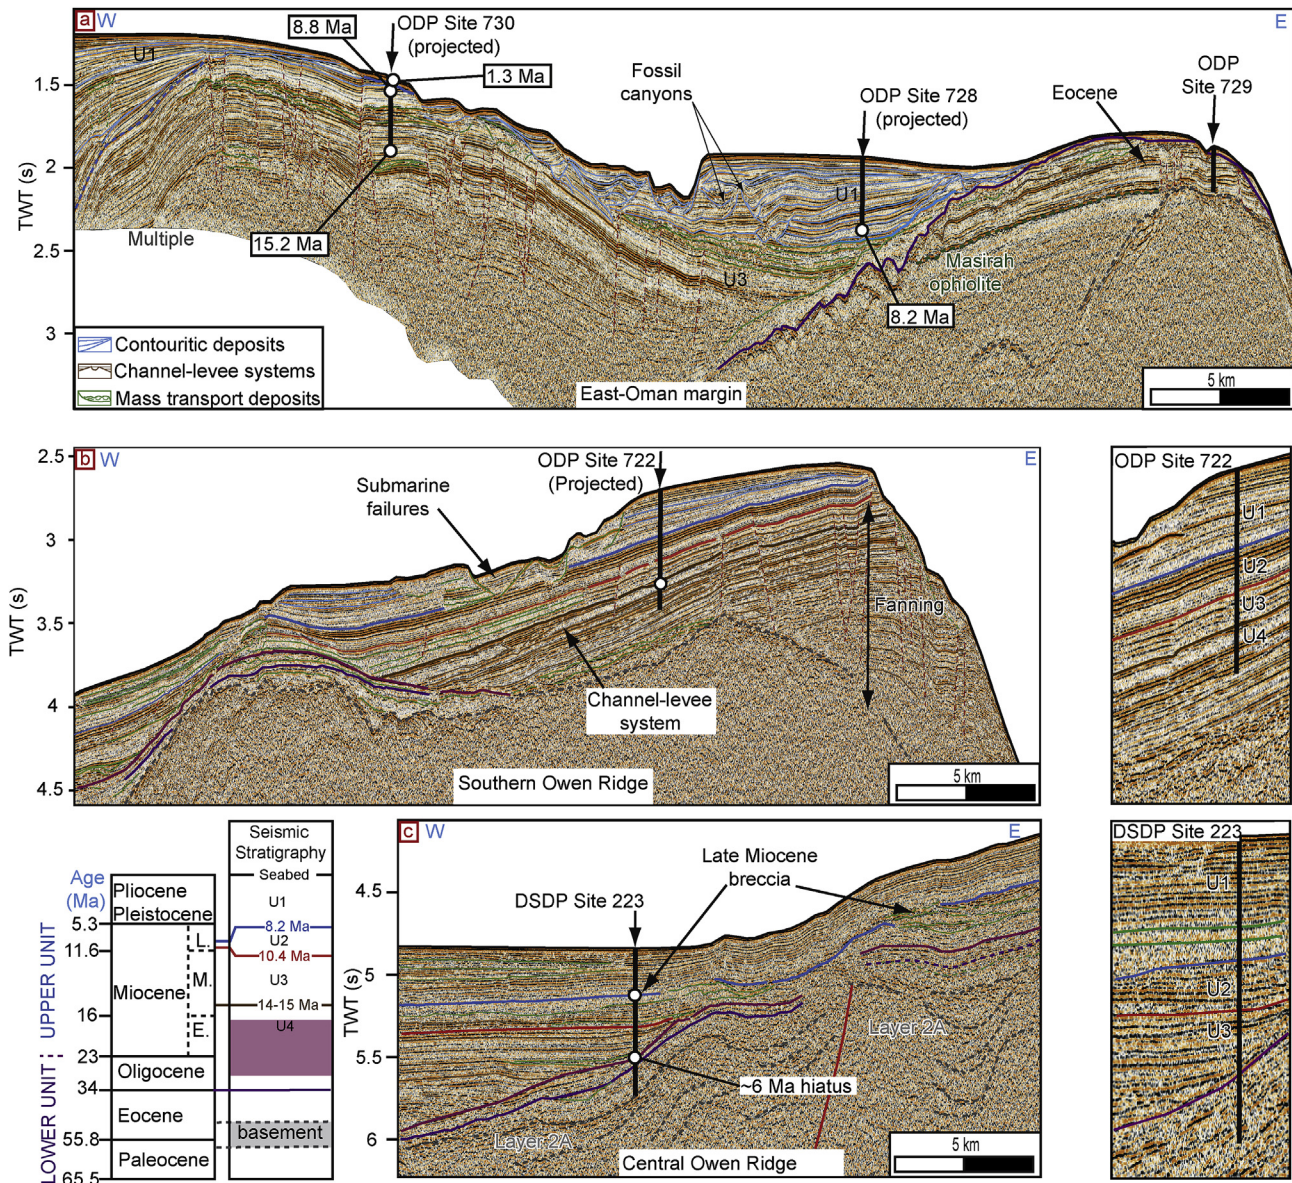 a W
8.8 Ma
ODP Site 730
(projected)
1.3 Ma
E
ODP
Site 729
U1
Fossil
canyons
ODP Site 728
(projected)
Eocene
1.5
2
2.5
3
TWT (s)
U1
15.2 Ma
Multiple
U3
Masirah
ophiolite
8.2 Ma
Contouritic deposits
Channel-levee systems
Mass transport deposits
East-Oman margin
5 km
b W
2.5
3
3.5
4
4.5
TWT (s)
ODP Site 722
(Projected)
E
Submarine
failures
Fanning
Channel-levee
system
Southern Owen Ridge
5 km
ODP Site 722
U1
U2
U3
U4
Age
(Ma)
5.3
11.6
16
23
34
55.8
65.5
LOWER UNIT
UPPER UNIT
Pliocene
Pleistocene
Miocene
L.
M.
E.
Oligocene
Eocene
Paleocene
Seismic
Stratigraphy
Seabed
U1
8.2 Ma
U2
10.4 Ma
U3
14-15 Ma
U4
basement
c W
E
4.5
5
5.5
6
TWT (s)
Late Miocene
breccia
DSDP Site 223
Layer 2A
~6 Ma hiatus
Layer 2A
Central Owen Ridge
5 km
DSDP Site 223
U1
U2
U3